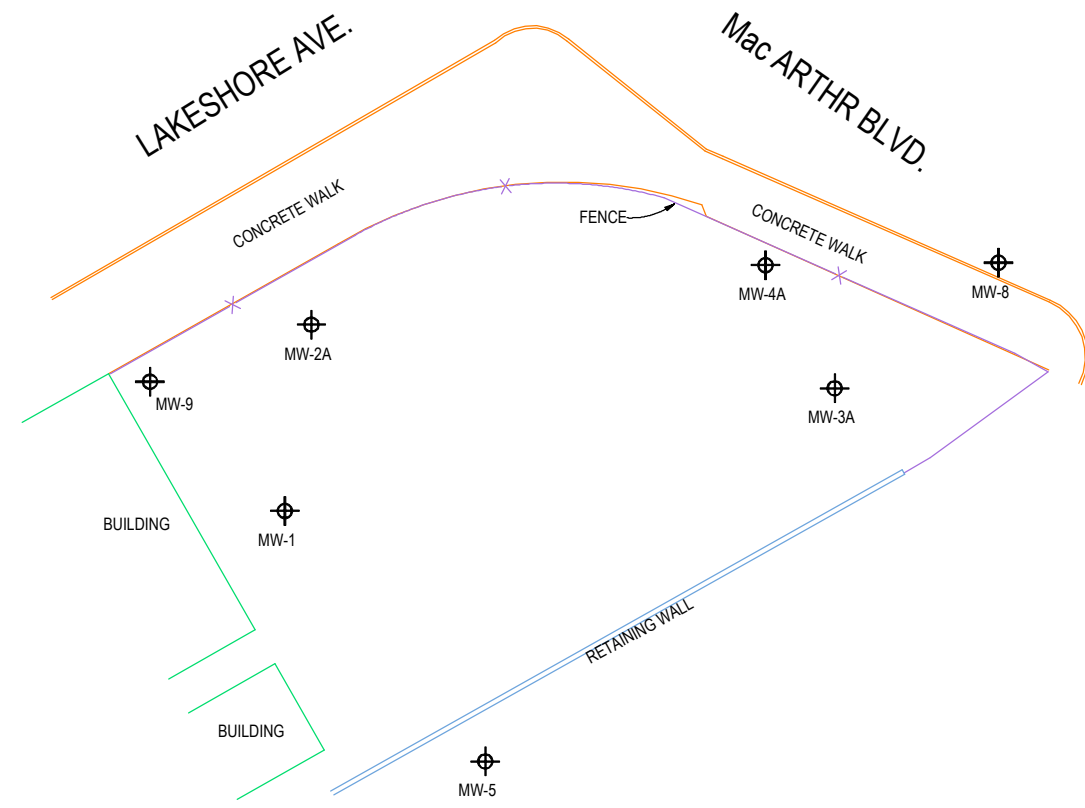 LAKESHORE AVE.
Mac ARTHR BLVD.
CONCRETE WALK
FENCE
CONCRETE WALK
MW-4A
MW-8
MW-2A
MW-9
MW-3A
BUILDING
MW-1
RETAINING WALL
BUILDING
MW-5